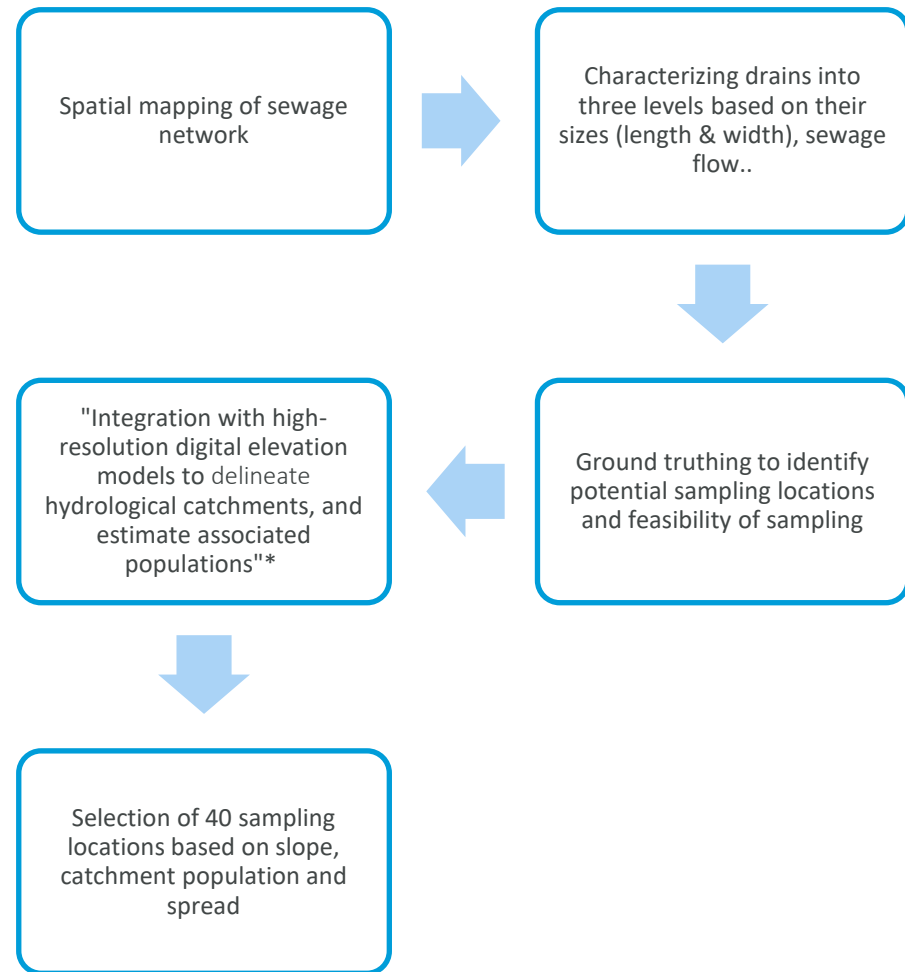 Spatial mapping of sewage
network
Characterizing drains into
three levels based on their
sizes (length & width), sewage
flow..
Ground truthing to identify
potential sampling locations
and feasibility of sampling
"Integration with high-
resolution digital elevation
models to delineate
hydrological catchments, and
estimate associated
populations"*
Selection of 40 sampling
locations based on slope,
catchment population and
spread